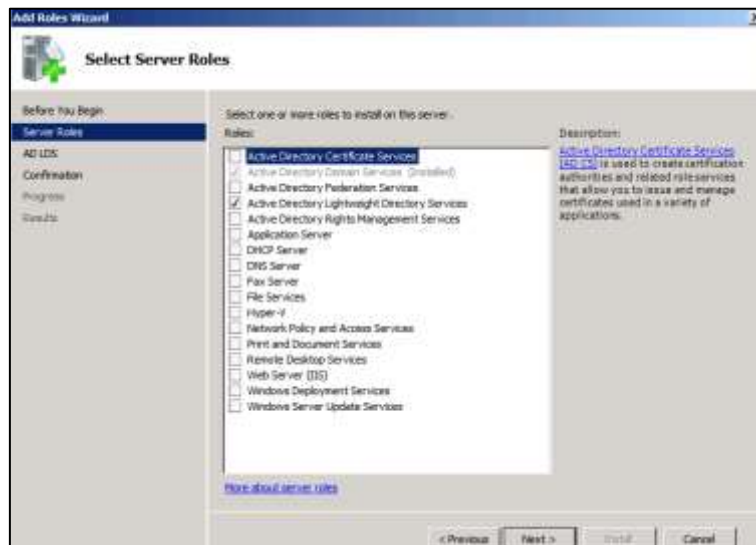 Add Roles Wizard
Select Server Roles
Before You Begin
Server Roles
AD LDS
Confirmation
Progress
Results
Select one or more roles to install on this server.
Roles:
Active Directory Certificate Services
Active Directory Domain Services (Installed)
Active Directory Federation Services
Active Directory Lightweight Directory Services
Active Directory Rights Management Services
Application Server
DHCP Server
DNS Server
Fax Server
File Services
Hyper-V
Network Policy and Access Services
Print and Document Services
Remote Desktop Services
Web Server (IIS)
Windows Deployment Services
Windows Server Update Services
More about server roles
Description:
Active Directory Certificate Services
(AD CS) is used to create certification
authorities and related role services
that allow you to issue and manage
certificates used in a variety of
applications.
< Previous
Next >
Install
Cancel